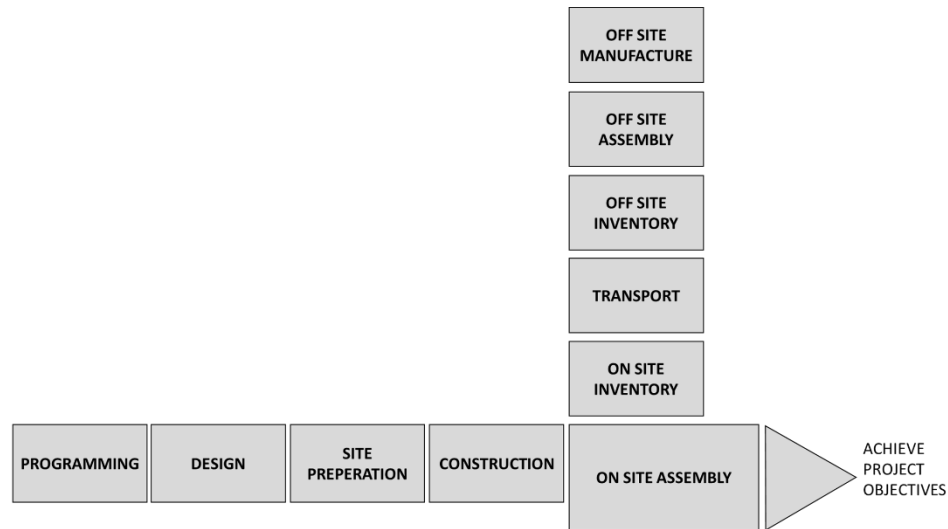 OFF SITE
MANUFACTURE
OFF SITE
ASSEMBLY
OFF SITE
INVENTORY
TRANSPORT
ON SITE
INVENTORY
PROGRAMMING
DESIGN
SITE
PREPERATION
CONSTRUCTION
ON SITE ASSEMBLY
ACHIEVE
PROJECT
OBJECTIVES